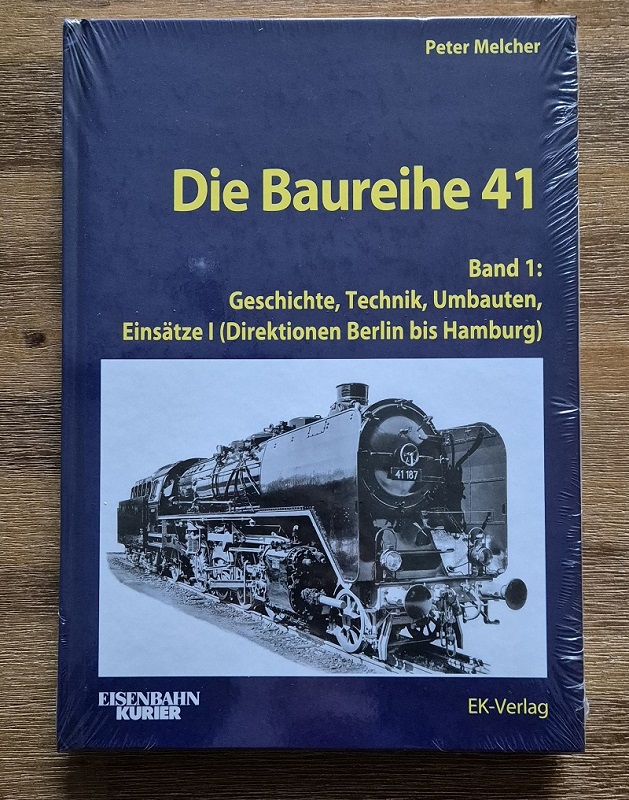 Peter Melcher
Die Baureihe 41
Band 1:
Geschichte, Technik, Umbauten,
Einsätze I (Direktionen Berlin bis Hamburg)
41 187
EISENBAHN
KURIER
EK-Verlag